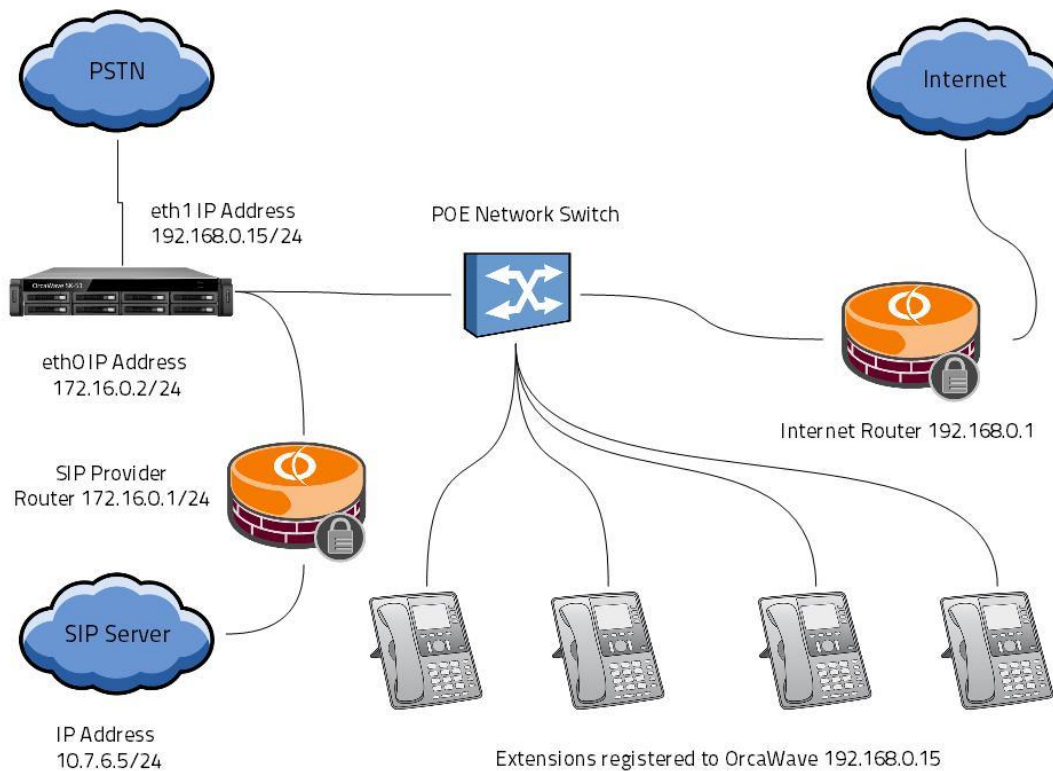 PSTN
Internet
eth1 IP Address
192.168.0.15/24
POE Network Switch
eth0 IP Address
172.16.0.2/24
Internet Router 192.168.0.1
SIP Provider
Router 172.16.0.1/24
SIP Server
IP Address
10.7.6.5/24
Extensions registered to OrcaWave 192.168.0.15